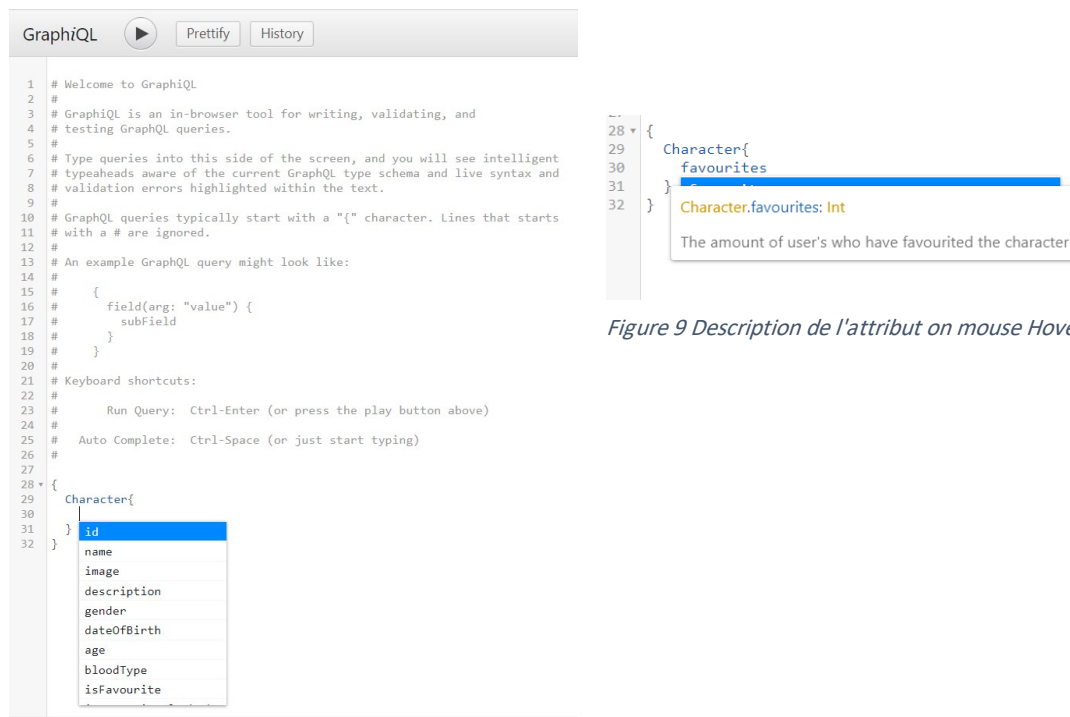 GraphiQL
Prettify
History
1 # Welcome to GraphiQL
2 #
3 # GraphiQL is an in-browser tool for writing, validating, and
4 # testing GraphQL queries.
5 #
6 # Type queries into this side of the screen, and you will see intelligent
7 # typeaheads aware of the current GraphQL type schema and live syntax and
8 # validation errors highlighted within the text.
9 #
10 # GraphQL queries typically start with a "{" character. Lines that starts
11 # with a # are ignored.
12 #
13 # An example GraphQL query might look like:
14 #
15 #     {
16 #       field(arg: "value") {
17 #         subField
18 #       }
19 #     }
20 #
21 # Keyboard shortcuts:
22 #
23 #       Run Query:  Ctrl-Enter (or press the play button above)
24 #
25 #   Auto Complete:  Ctrl-Space (or just start typing)
26 #
27
28 {
29   Character{
30
31   }
32 }
id
name
image
description
gender
dateOfBirth
age
bloodType
isFavourite
28 {
29   Character{
30     favourites
31   }
32 }
Character.favourites: Int
The amount of user's who have favourited the character
Figure 9 Description de l'attribut on mouse Hove